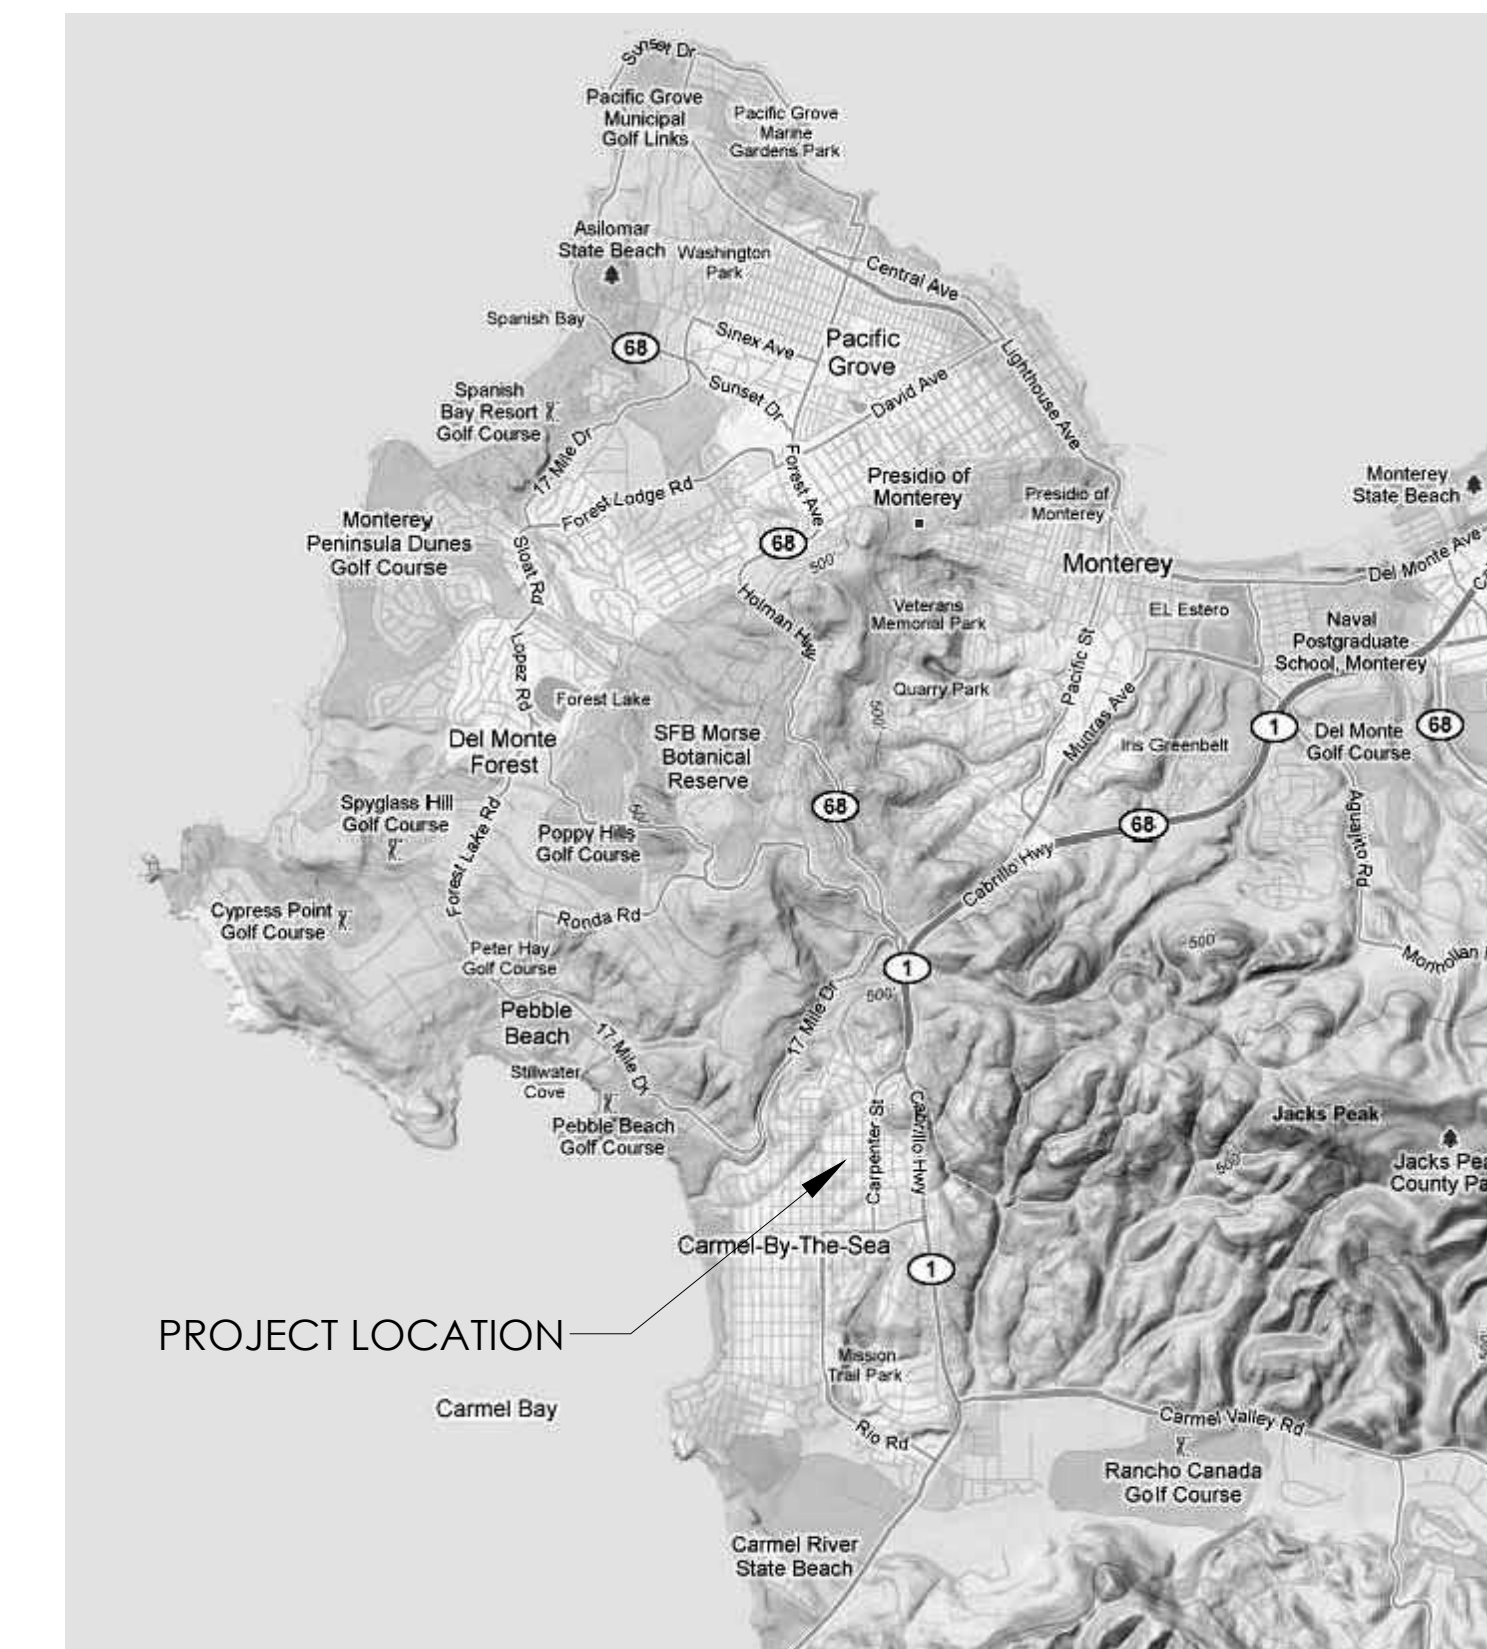 Sunset Dr
Pacific Grove
Municipal
Golf Links
Pacific Grove
Marine
Gardens Park
Asilomar
State Beach
Washington
Park
Central Ave
Spanish Bay
68
Sinex Ave
Pacific
Grove
Lighthouse Ave
Sunset Dr
David Ave
Spanish
Bay Resort
Golf Course
17 Mile Dr
Forest Lodge Rd
Forest Ave
Presidio of
Monterey
Presidio of
Monterey
Monterey
State Beach
Monterey
Peninsula Dunes
Golf Course
Sloat Rd
68
500'
Monterey
Del Monte Ave
Holman Hwy
Veterans
Memorial Park
EL Estero
Naval
Postgraduate
School, Monterey
Lopez Rd
Forest Lake
Quarry Park
Pacific St
Munras Ave
500'
Del Monte
Forest
SFB Morse
Botanical
Reserve
Iris Greenbelt
1
Del Monte
Golf Course
68
Spyglass Hill
Golf Course
Forest Lake Rd
Poppy Hills
Golf Course
68
68
Cabrillo Hwy
Aguajito Rd
Cypress Point
Golf Course
Ronda Rd
Peter Hay
Golf Course
1
500'
500'
Pebble
Beach
17 Mile Dr
17 Mile Dr
Stillwater
Cove
Pebble Beach
Golf Course
Carpenter St
Cabrillo Hwy
Jacks Peak
500'
Jacks Pea
County Pa
Carmel-By-The-Sea
1
PROJECT LOCATION
Mission
Trail Park
Carmel Bay
Rio Rd
Carmel Valley Rd
Rancho Canada
Golf Course
Carmel River
State Beach